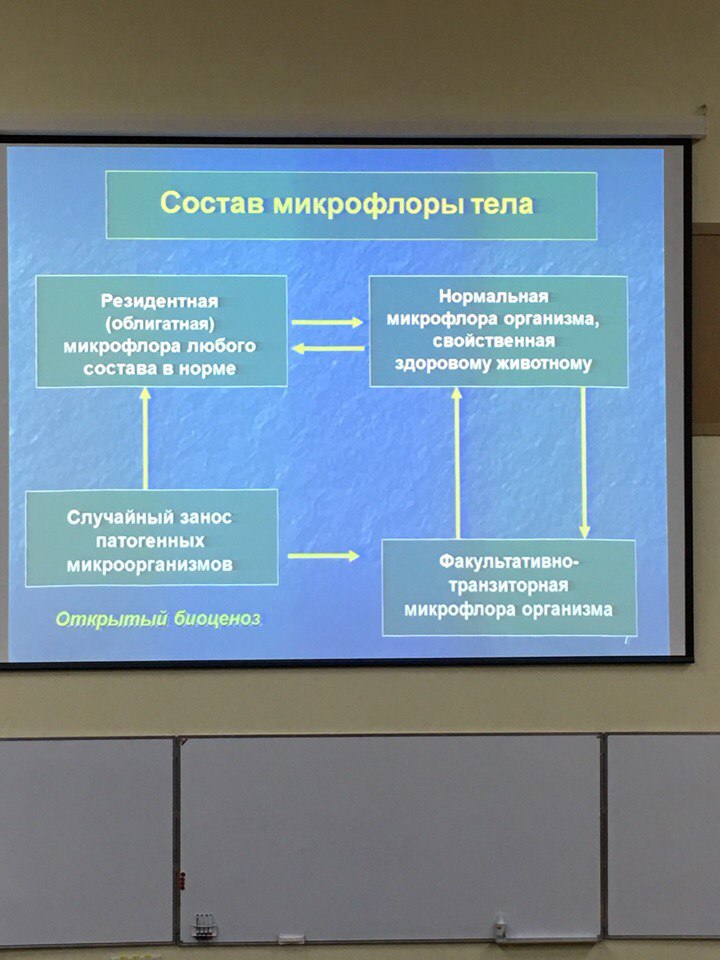 Состав микрофлоры тела
Резидентная
(облигатная)
микрофлора любого
состава в норме
Нормальная
микрофлора организма,
свойственная
здоровому животному
Случайный занос
патогенных
микроорганизмов
Факультативно-
транзиторная
микрофлора организма
Открытый биоценоз